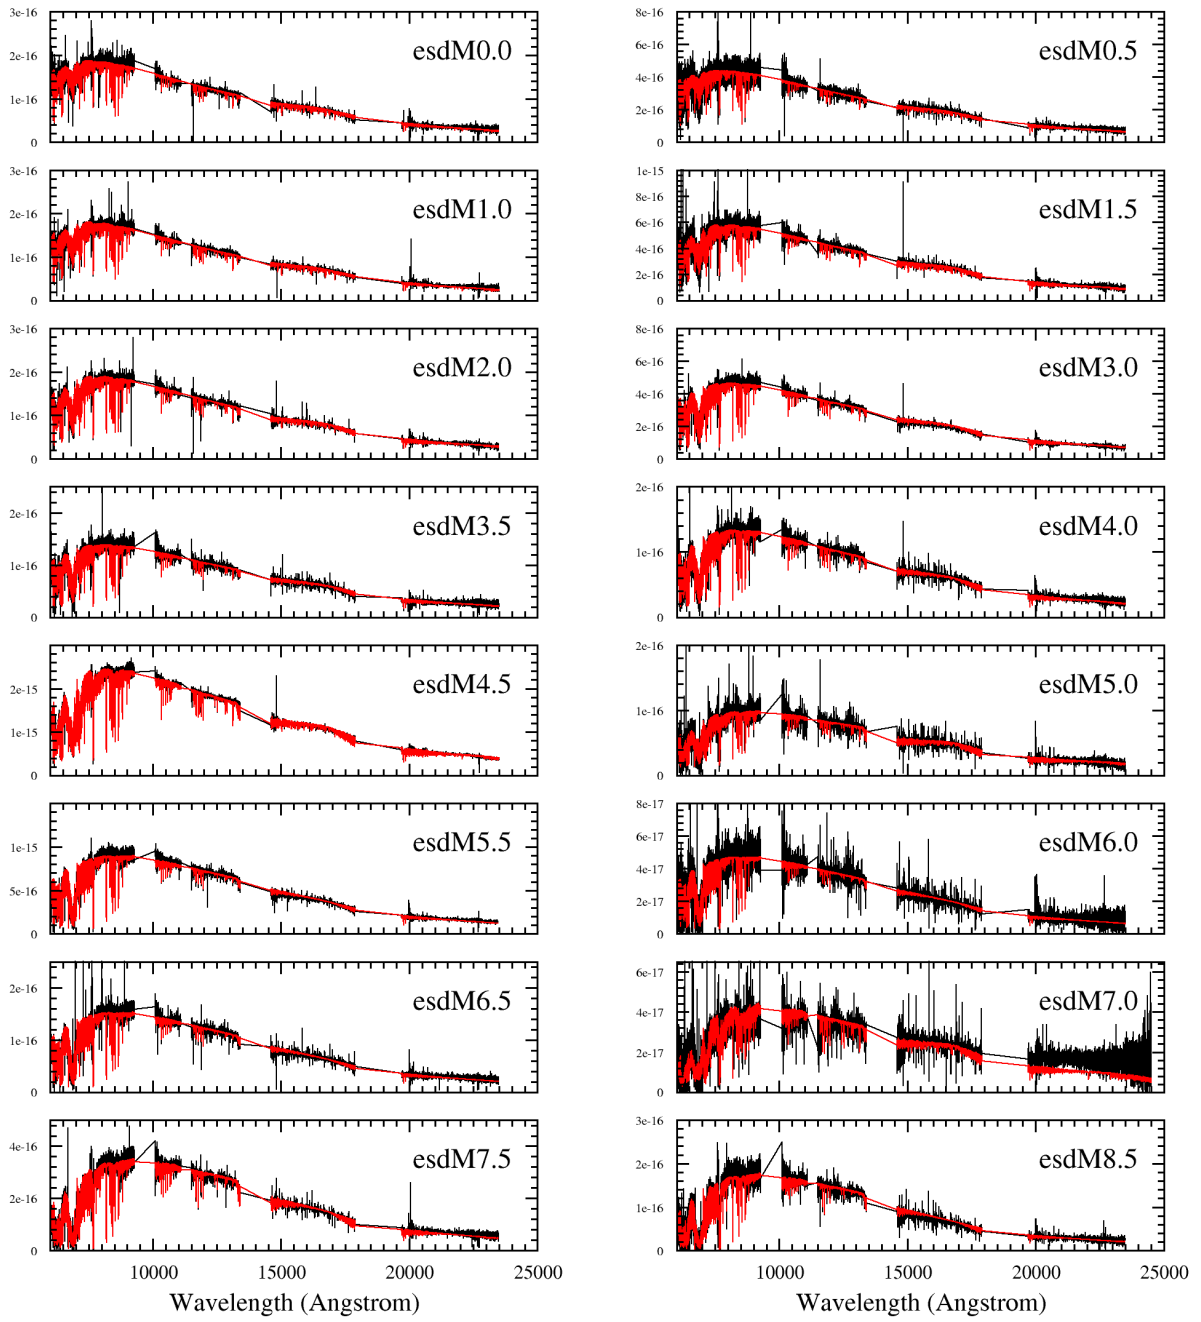 3e-16
2e-16
1e-16
0
esdM0.0
8e-16
6e-16
4e-16
2e-16
0
esdM0.5
3e-16
2e-16
1e-16
0
esdM1.0
1e-15
8e-16
6e-16
4e-16
2e-16
0
esdM1.5
3e-16
2e-16
1e-16
0
esdM2.0
8e-16
6e-16
4e-16
2e-16
0
esdM3.0
2e-16
1e-16
0
esdM3.5
2e-16
1e-16
0
esdM4.0
2e-15
1e-15
0
esdM4.5
2e-16
1e-16
0
esdM5.0
1e-15
5e-16
0
esdM5.5
8e-17
6e-17
4e-17
2e-17
0
esdM6.0
2e-16
1e-16
0
esdM6.5
6e-17
4e-17
2e-17
0
esdM7.0
4e-16
2e-16
0
esdM7.5
3e-16
2e-16
1e-16
0
esdM8.5
10000 15000 20000 25000
Wavelength (Angstrom)
10000 15000 20000 25000
Wavelength (Angstrom)